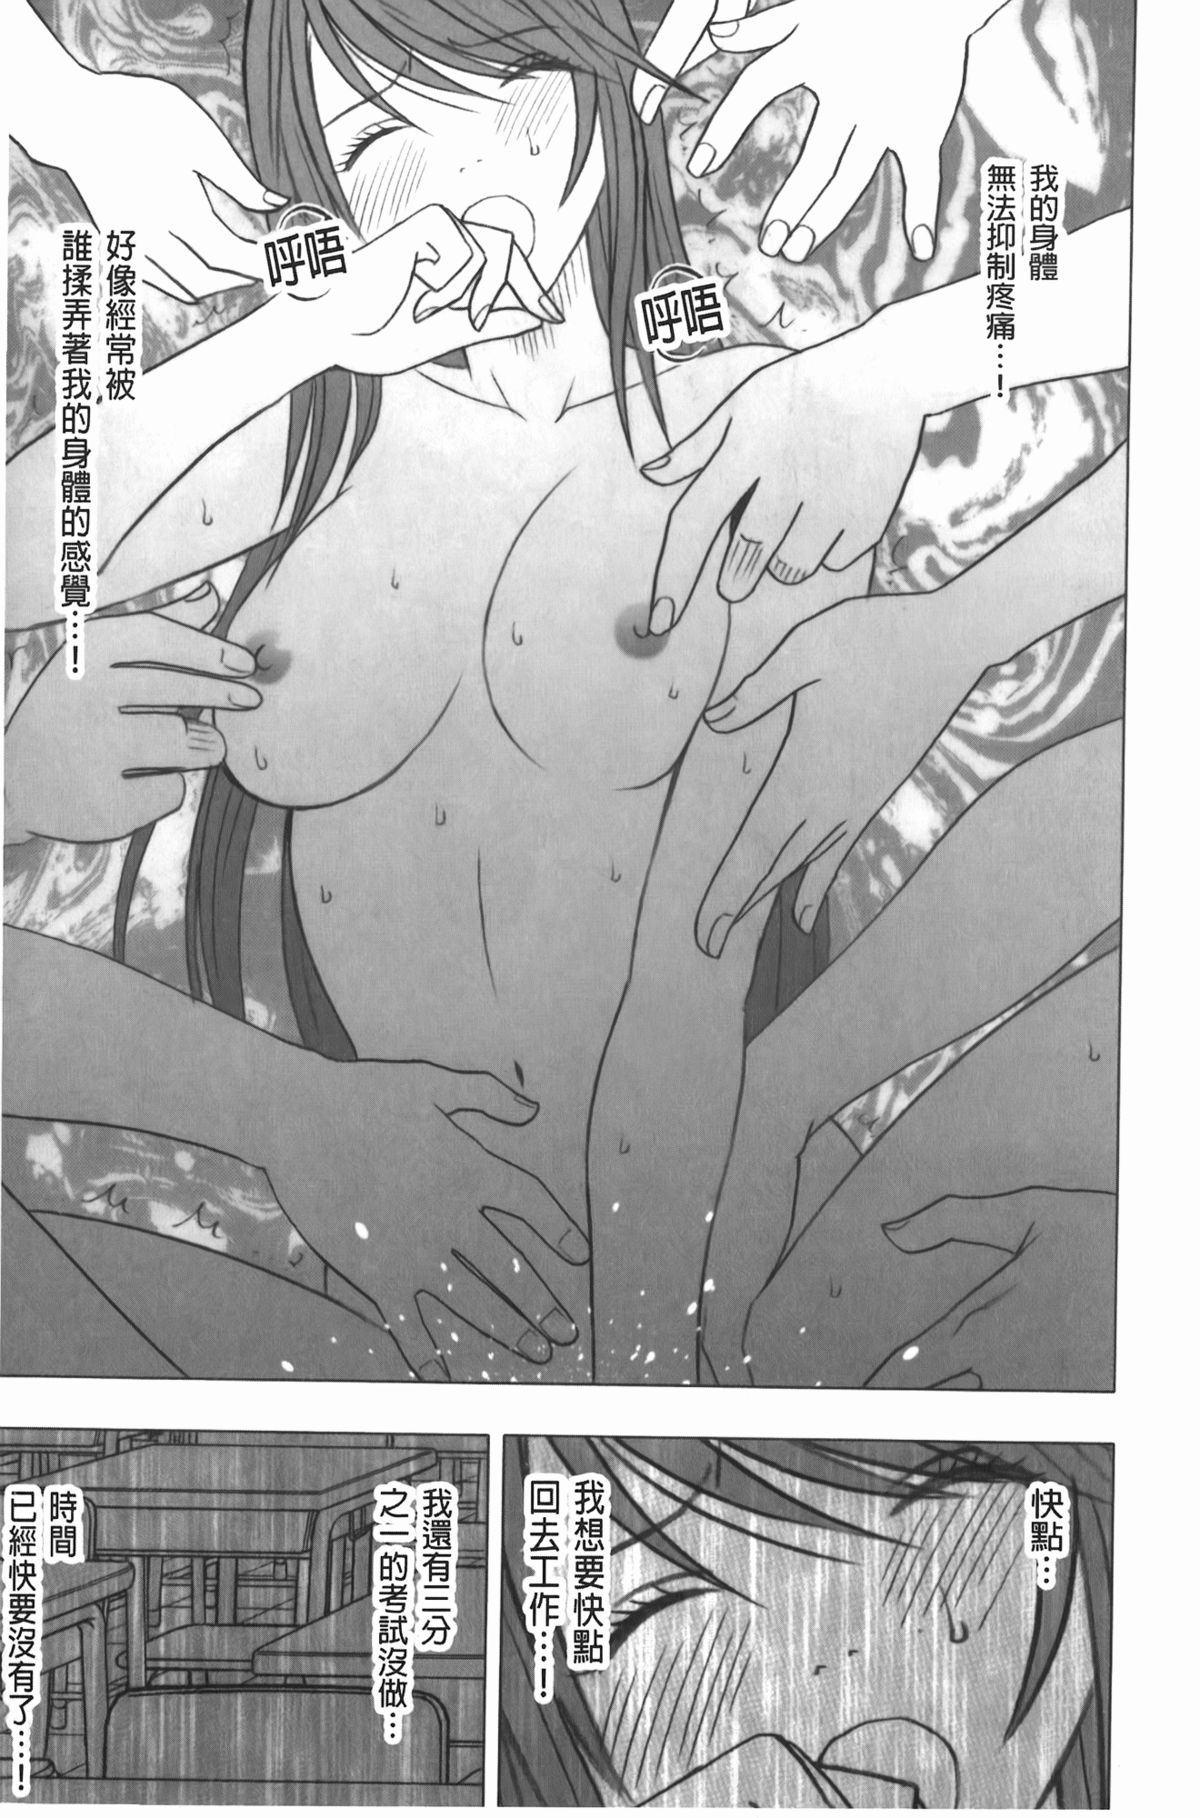 我的身體
無法抑制疼痛…!
呼唔
呼唔
好像經常被
誰揉弄著我的身體的感覺…!
快點…
我想要快點
回去工作…!
我還有三分
之一的考試沒做…
時間
已經快要沒有了…!